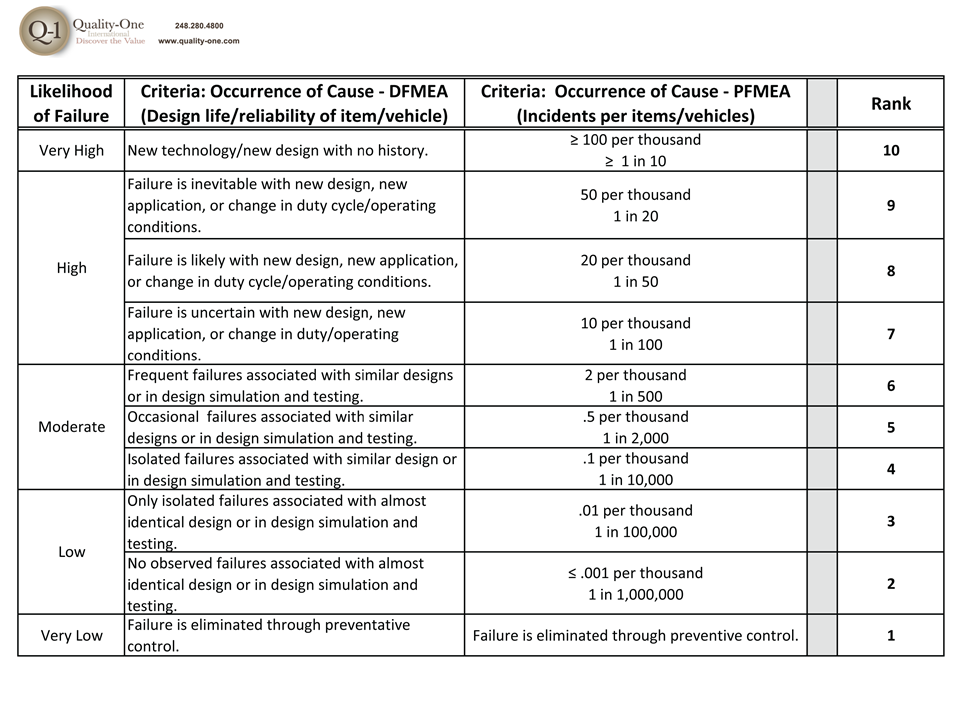 Q-1
Quality-One
International
Discover the Value
248.280.4800
www.quality-one.com
Likelihood
of Failure
Criteria: Occurrence of Cause - DFMEA
(Design life/reliability of item/vehicle)
Criteria:  Occurrence of Cause - PFMEA
(Incidents per items/vehicles)
Rank
Very High
New technology/new design with no history.
≥ 100 per thousand
≥  1 in 10
10
High
Failure is inevitable with new design, new
application, or change in duty cycle/operating
conditions.
50 per thousand
1 in 20
9
Failure is likely with new design, new application,
or change in duty cycle/operating conditions.
20 per thousand
1 in 50
8
Failure is uncertain with new design, new
application, or change in duty/operating
conditions.
10 per thousand
1 in 100
7
Moderate
Frequent failures associated with similar designs
or in design simulation and testing.
2 per thousand
1 in 500
6
Occasional  failures associated with similar
designs or in design simulation and testing.
.5 per thousand
1 in 2,000
5
Isolated failures associated with similar design or
in design simulation and testing.
.1 per thousand
1 in 10,000
4
Low
Only isolated failures associated with almost
identical design or in design simulation and
testing.
.01 per thousand
1 in 100,000
3
No observed failures associated with almost
identical design or in design simulation and
testing.
≤ .001 per thousand
1 in 1,000,000
2
Very Low
Failure is eliminated through preventative
control.
Failure is eliminated through preventive control.
1